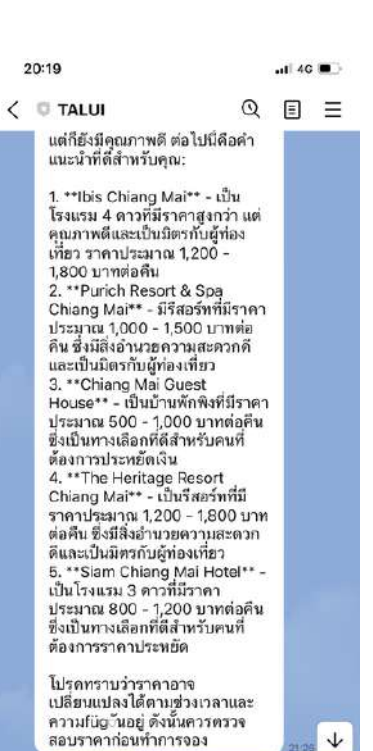 20:19
4G
TALUI
แต่ก็ยังมีคุณภาพดี ต่อไปนี้คือคำ
แนะนำที่ดีสำหรับคุณ:
1. **Ibis Chiang Mai** - เป็น
โรงแรม 4 ดาวที่มีราคาสูงกว่า แต่
คุณภาพดีและเป็นมิตรกับผู้ท่อง
เที่ยว ราคาประมาณ 1,200 -
1,800 บาทต่อคืน
2. **Purich Resort & Spa
Chiang Mai** - มีรีสอร์ทที่มีราคา
ประมาณ 1,000 - 1,500 บาทต่อ
คืน ซึ่งมีสิ่งอำนวยความสะดวกดี
และเป็นมิตรกับผู้ท่องเที่ยว
3. **Chiang Mai Guest
House** - เป็นบ้านพักพิงที่มีราคา
ประมาณ 500 - 1,000 บาทต่อคืน
ซึ่งเป็นทางเลือกที่ดีสำหรับคนที่
ต้องการประหยัดเงิน
4. **The Heritage Resort
Chiang Mai** - เป็นรีสอร์ทที่มี
ราคาประมาณ 1,200 - 1,800 บาท
ต่อคืน ซึ่งมีสิ่งอำนวยความสะดวก
ดีและเป็นมิตรกับผู้ท่องเที่ยว
5. **Siam Chiang Mai Hotel** -
เป็นโรงแรม 3 ดาวที่มีราคา
ประมาณ 800 - 1,200 บาทต่อคืน
ซึ่งเป็นทางเลือกที่ดีสำหรับคนที่
ต้องการราคาประหยัด
โปรดทราบว่าราคาอาจ
เปลี่ยนแปลงได้ตามช่วงเวลาและ
ดังนั้นควรตรวจ
สอบราคาก่อนทำการจอง